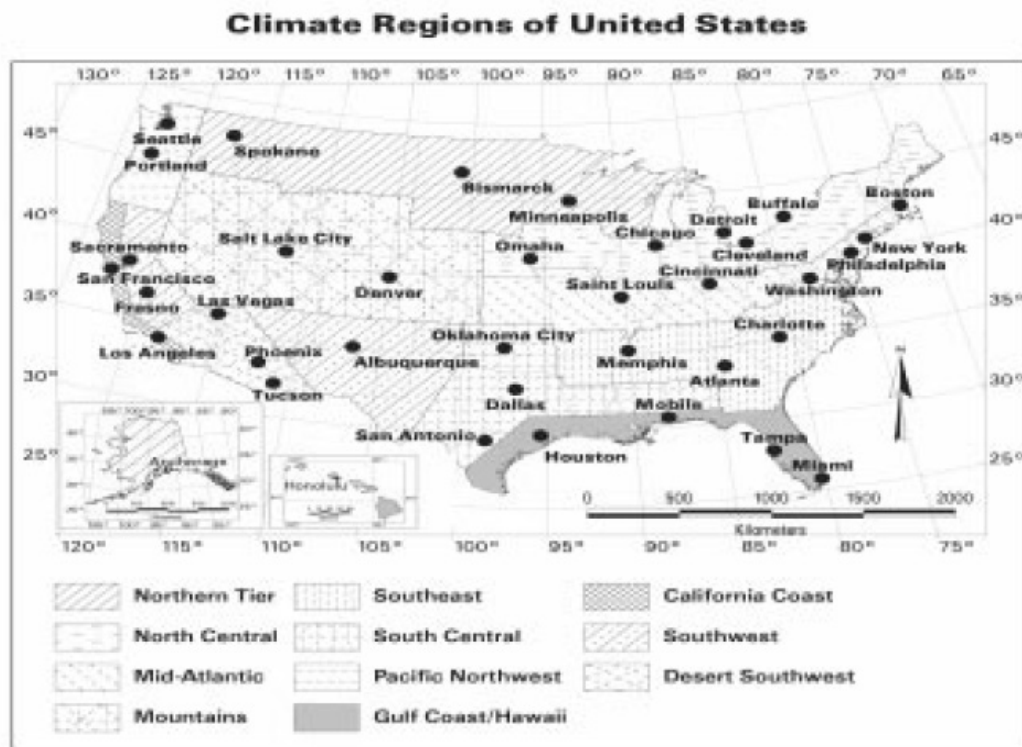 Climate Regions of United States
130° 125° 120° 115° 110° 105° 100° 95° 90° 85° 80° 75° 70° 65°
45° 45°
Seattle
Spokane
Portland
Bismarck
Minneapolis
Boston
Buffalo
Detroit
40° 40°
Chicago
Cleveland
New York
Sacramento
Salt Lake City
Omaha
Cincinnati
Philadelphia
San Francisco
Saint Louis
Washington
35° 35°
Fresno
Las Vegas
Denver
Charlotte
Oklahoma City
Los Angeles
Phoenix
Albuquerque
Memphis
Atlanta
30° 30°
Tucson
Dallas
Mobile
San Antonio
Tampa
25° 25°
Houston
Miami
Anchorage
Honolulu
0 500 1000 1500 2000
Kilometers
120° 115° 110° 105° 100° 95° 90° 85° 80° 75°
Northern Tier Southeast California Coast
North Central South Central Southwest
Mid-Atlantic Pacific Northwest Desert Southwest
Mountains Gulf Coast/Hawaii